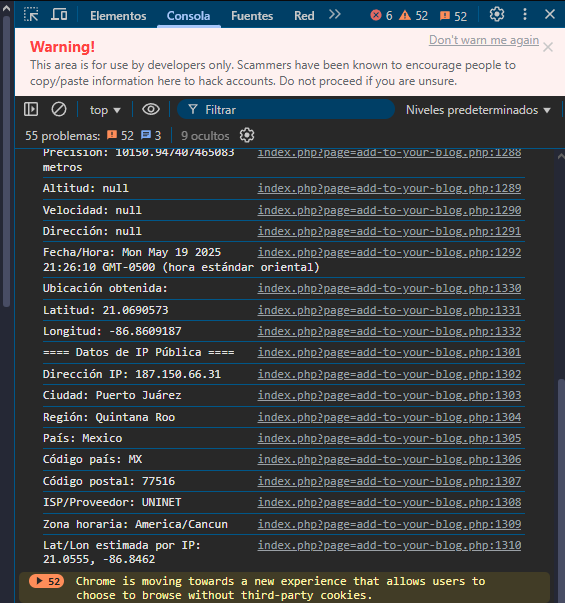 Elementos Consola Fuentes Red >> 6 52 52
Warning! Don't warn me again
This area is for use by developers only. Scammers have been known to encourage people to
copy/paste information here to hack accounts. Do not proceed if you are unsure.
top Filtrar Niveles predeterminados
55 problemas: 52 3 9 ocultos
Precisión: 10150.947407465083 index.php?page=add-to-your-blog.php:1288
metros
Altitud: null index.php?page=add-to-your-blog.php:1289
Velocidad: null index.php?page=add-to-your-blog.php:1290
Dirección: null index.php?page=add-to-your-blog.php:1291
Fecha/Hora: Mon May 19 2025 index.php?page=add-to-your-blog.php:1292
21:26:10 GMT-0500 (hora estándar oriental)
Ubicación obtenida: index.php?page=add-to-your-blog.php:1330
Latitud: 21.0690573 index.php?page=add-to-your-blog.php:1331
Longitud: -86.8609187 index.php?page=add-to-your-blog.php:1332
==== Datos de IP Pública ==== index.php?page=add-to-your-blog.php:1301
Dirección IP: 187.150.66.31 index.php?page=add-to-your-blog.php:1302
Ciudad: Puerto Juárez index.php?page=add-to-your-blog.php:1303
Región: Quintana Roo index.php?page=add-to-your-blog.php:1304
País: Mexico index.php?page=add-to-your-blog.php:1305
Código país: MX index.php?page=add-to-your-blog.php:1306
Código postal: 77516 index.php?page=add-to-your-blog.php:1307
ISP/Proveedor: UNINET index.php?page=add-to-your-blog.php:1308
Zona horaria: America/Cancun index.php?page=add-to-your-blog.php:1309
Lat/Lon estimada por IP: index.php?page=add-to-your-blog.php:1310
21.0555, -86.8462
52 Chrome is moving towards a new experience that allows users to
choose to browse without third-party cookies.